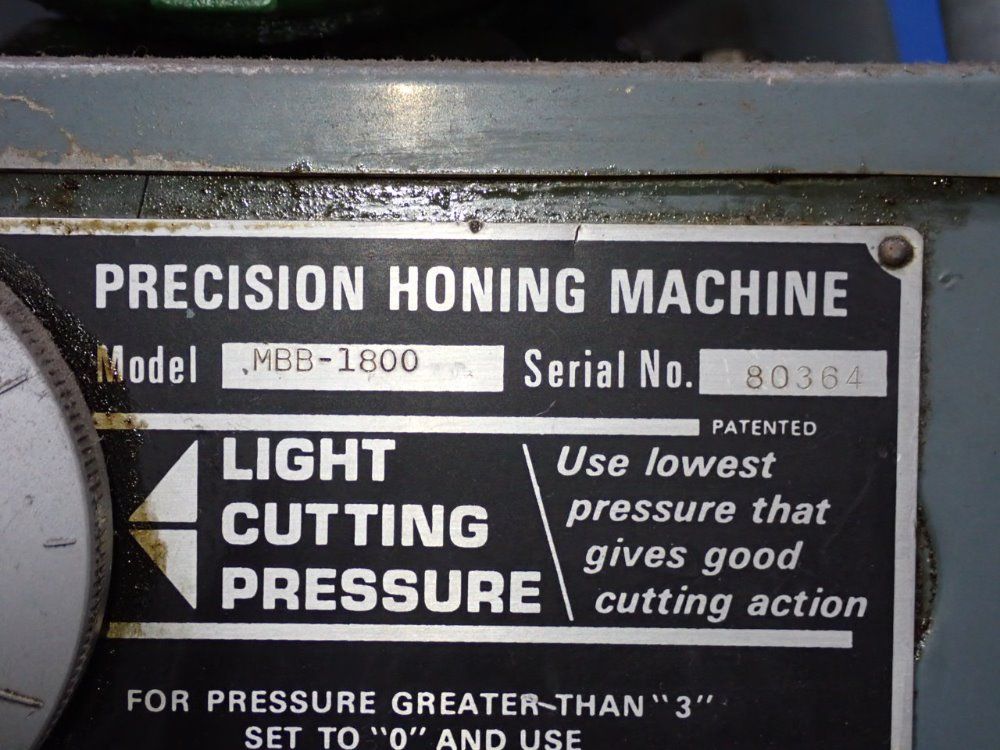 PRECISION HONING MACHINE
Model MBB-1800 Serial No. 80364
PATENTED
LIGHT
CUTTING
PRESSURE
Use lowest
pressure that
gives good
cutting action
FOR PRESSURE GREATER THAN "3"
SET TO "0" AND USE